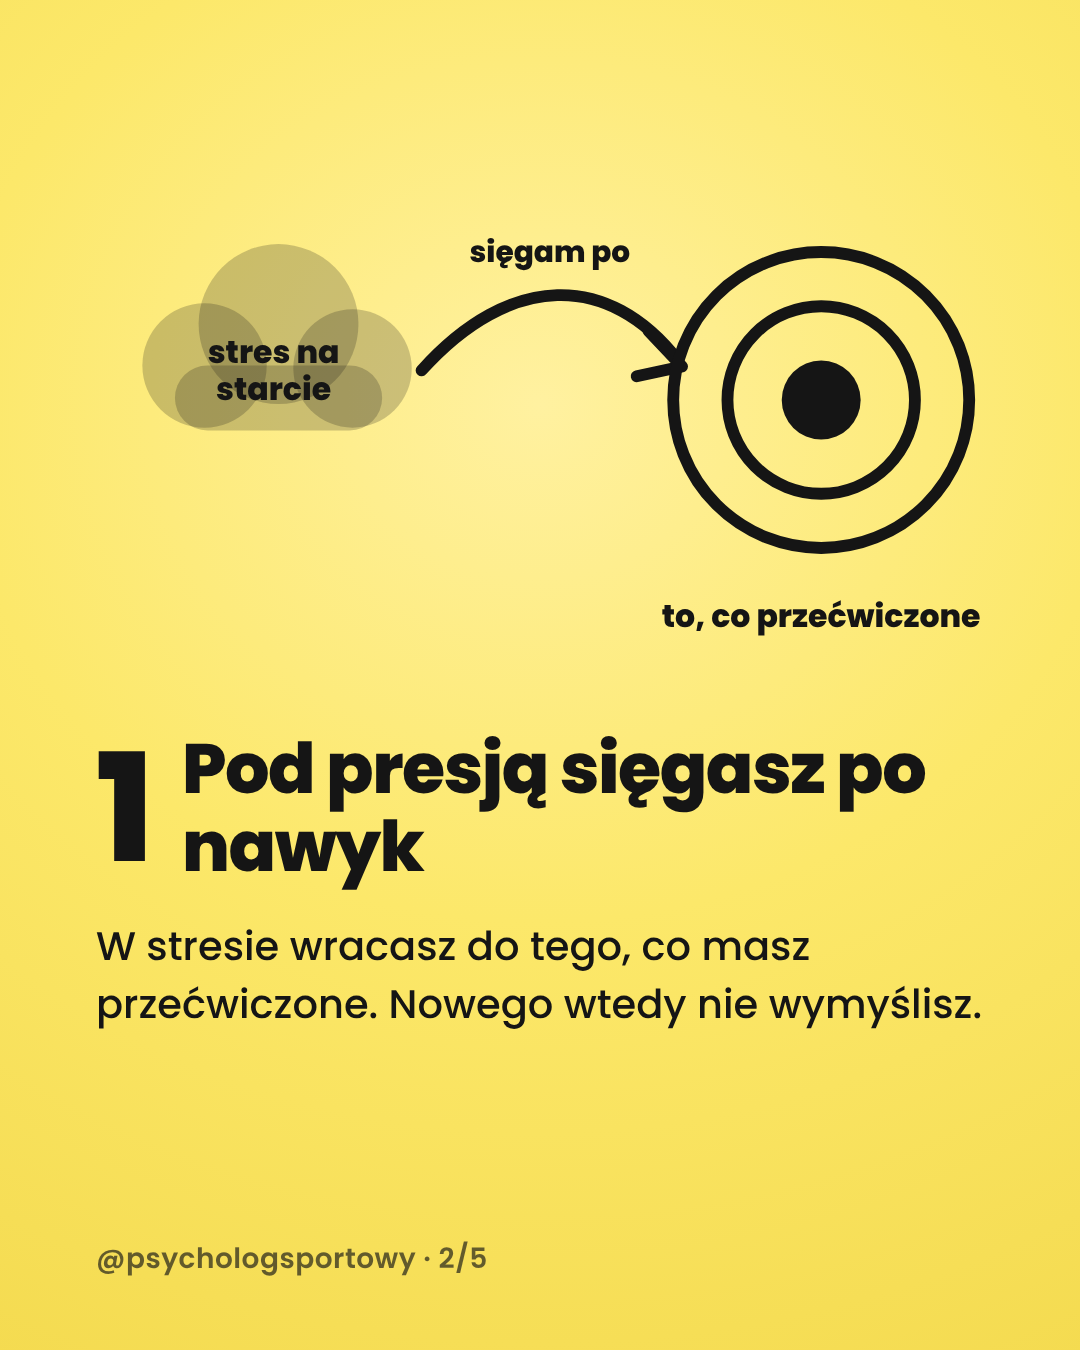 sięgam po
stres na
starcie
to, co przećwiczone
1 Pod presją sięgasz po
nawyk
W stresie wracasz do tego, co masz
przećwiczone. Nowego wtedy nie wymyślisz.
@psychologsportowy · 2/5